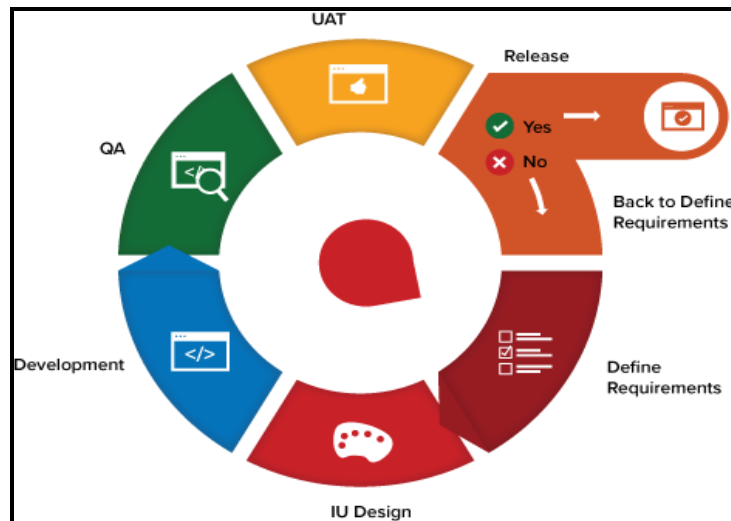 UAT
Release
Yes
No
QA
Back to Define
Requirements
</>
Development
</>
Define
Requirements
IU Design